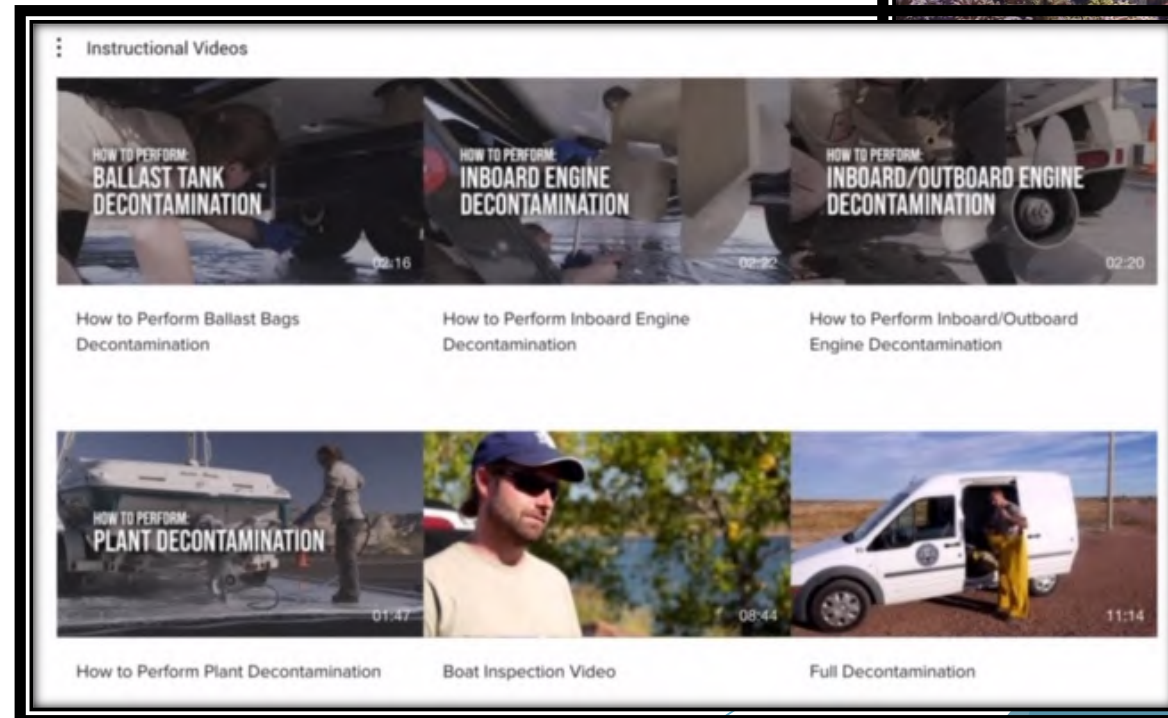 Instructional Videos
HOW TO PERFORM:
BALLAST TANK
DECONTAMINATION
02:16
HOW TO PERFORM:
INBOARD ENGINE
DECONTAMINATION
02:22
HOW TO PERFORM:
INBOARD/OUTBOARD ENGINE
DECONTAMINATION
02:20
How to Perform Ballast Bags
Decontamination
How to Perform Inboard Engine
Decontamination
How to Perform Inboard/Outboard
Engine Decontamination
HOW TO PERFORM:
PLANT DECONTAMINATION
01:47
08:44
11:14
How to Perform Plant Decontamination
Boat Inspection Video
Full Decontamination